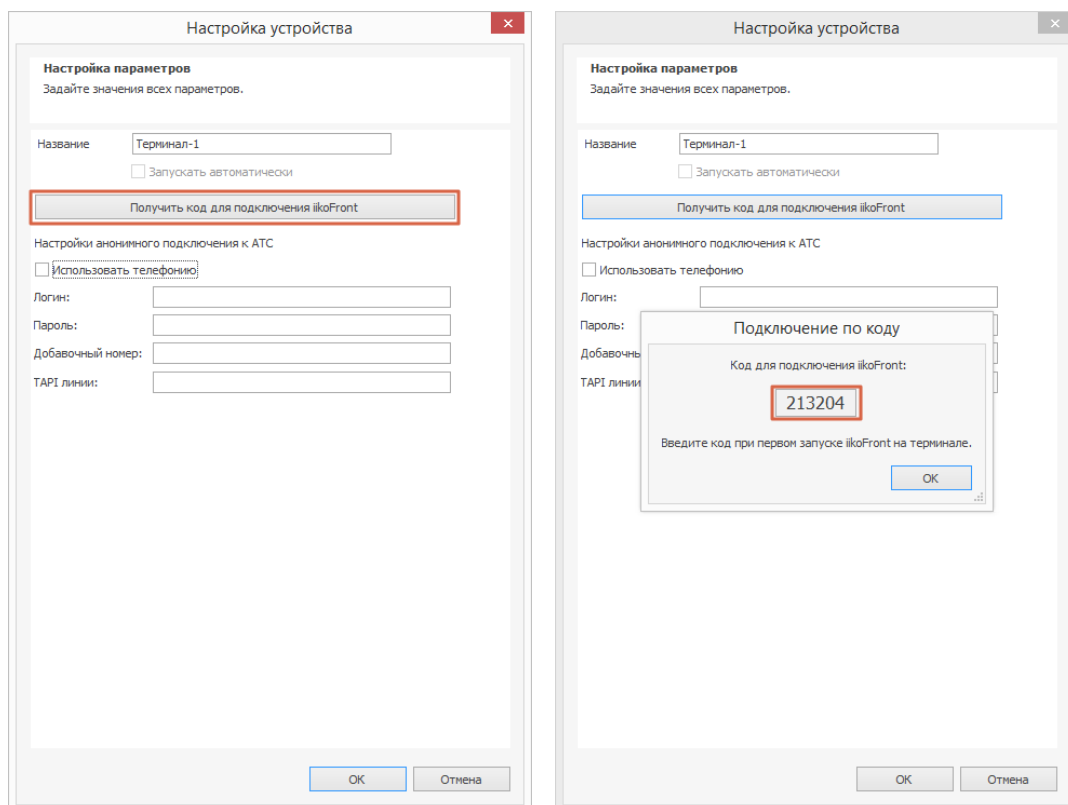 Настройка устройства
Настройка параметров
Задайте значения всех параметров.
Название Терминал-1
Запускать автоматически
Получить код для подключения iikoFront
Настройки анонимного подключения к АТС
Использовать телефонию
Логин:
Пароль:
Добавочный номер:
TAPI линии:
OK Отмена
Настройка устройства
Настройка параметров
Задайте значения всех параметров.
Название Терминал-1
Запускать автоматически
Получить код для подключения iikoFront
Настройки анонимного подключения к АТС
Использовать телефонию
Логин:
Пароль:
Добавочны
TAPI линии
Подключение по коду
Код для подключения iikoFront:
213204
Введите код при первом запуске iikoFront на терминале.
OK
OK Отмена